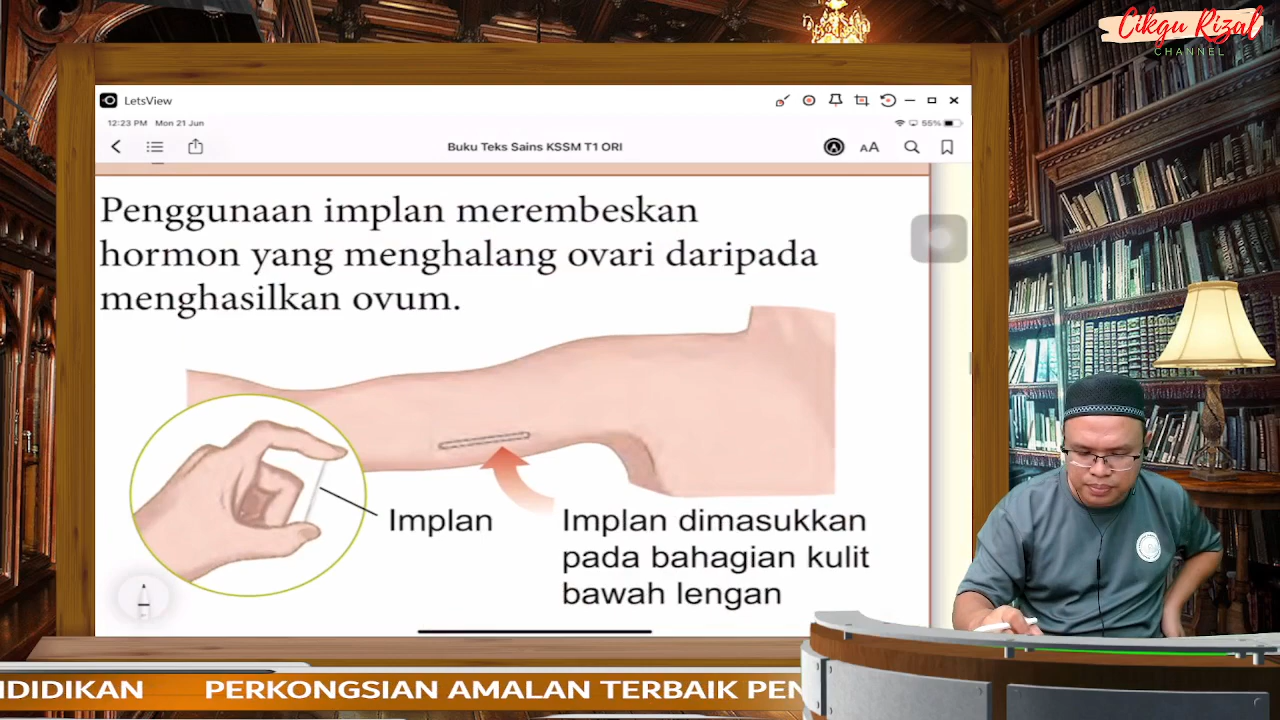 Cikgu Rizal
CHANNEL
LetsView
12:23 PM Mon 21 Jun
55%
Buku Teks Sains KSSM T1 ORI
AA
Penggunaan implan merembeskan
hormon yang menghalang ovari daripada
menghasilkan ovum.
Implan
Implan dimasukkan
pada bahagian kulit
bawah lengan
NDIDIKAN PERKONGSIAN AMALAN TERBAIK PEN